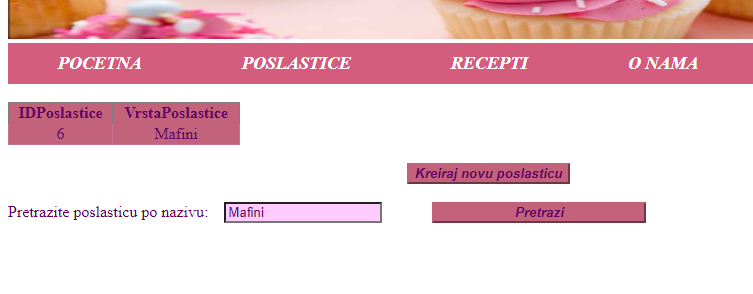 POCETNA POSLASTICE RECEPTI O NAMA
IDPoslastice VrstaPoslastice
6 Mafini
Kreiraj novu poslasticu
Pretrazite poslasticu po nazivu: Mafini Pretrazi